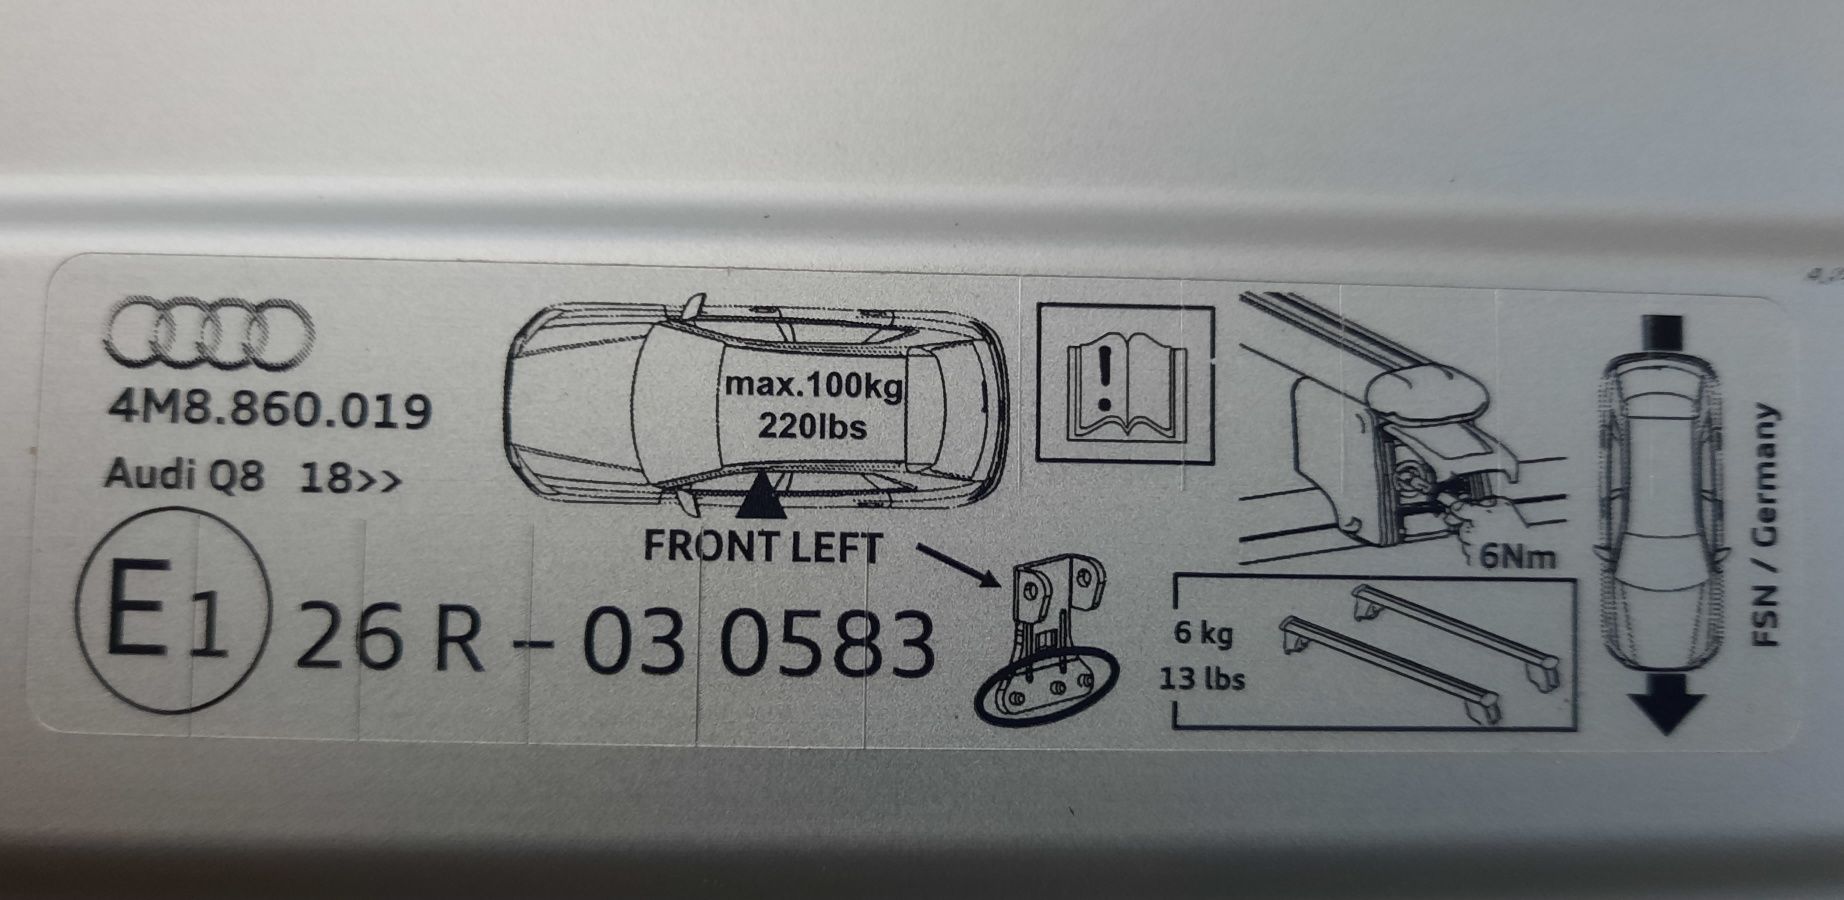 4M8.860.019
Audi Q8 18>>
max.100kg
220lbs
FRONT LEFT
E1 26 R - 03 0583
!
6Nm
6 kg
13 lbs
FSN / Germany